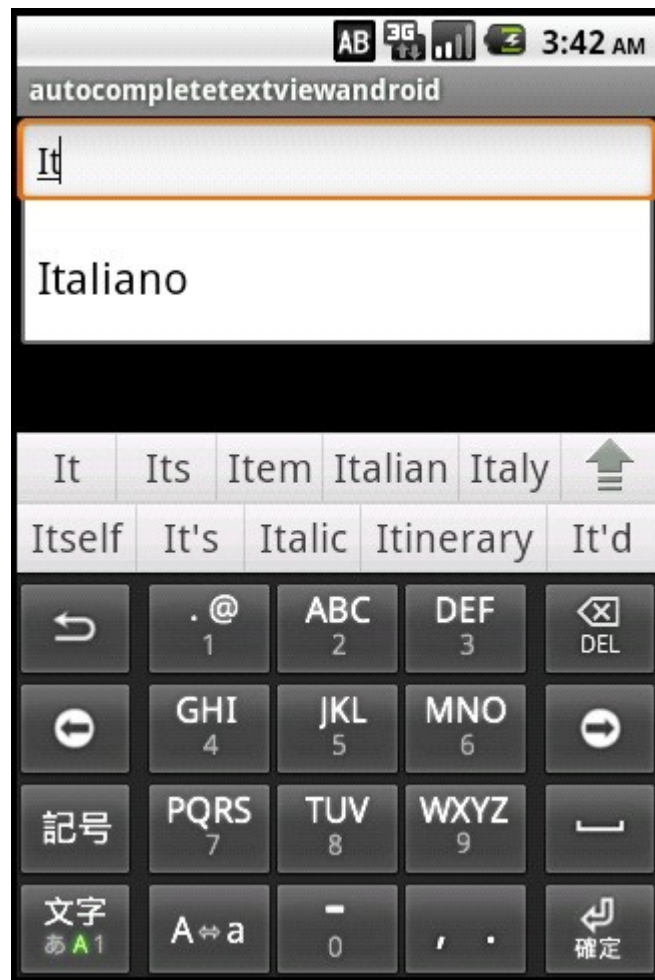 AB 3G 3:42 AM
autocompletetextviewandroid
It
Italiano
It Its Item Italian Italy
Itself It's Italic Itinerary It'd
. @ ABC DEF
1 2 3 DEL
GHI JKL MNO
4 5 6
記号 PQRS TUV WXYZ
7 8 9
文字 A⇔a - , .
あA1 0 確定